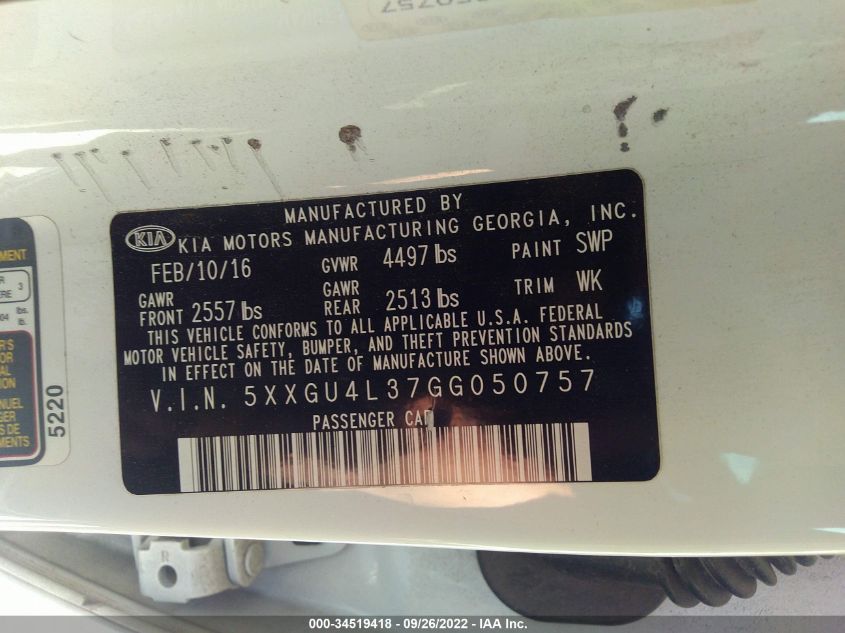 050757
MANUFACTURED BY
KIA KIA MOTORS MANUFACTURING GEORGIA, INC.
FEB/10/16 GVWR 4497 lbs PAINT SWP
GAWR FRONT 2557 lbs GAWR REAR 2513 lbs TRIM WK
THIS VEHICLE CONFORMS TO ALL APPLICABLE U.S.A. FEDERAL
MOTOR VEHICLE SAFETY, BUMPER, AND THEFT PREVENTION STANDARDS
IN EFFECT ON THE DATE OF MANUFACTURE SHOWN ABOVE.
V.I.N. 5XXGU4L37GG050757
PASSENGER CAR
5220
R
000-34519418 - 09/26/2022 - IAA Inc.